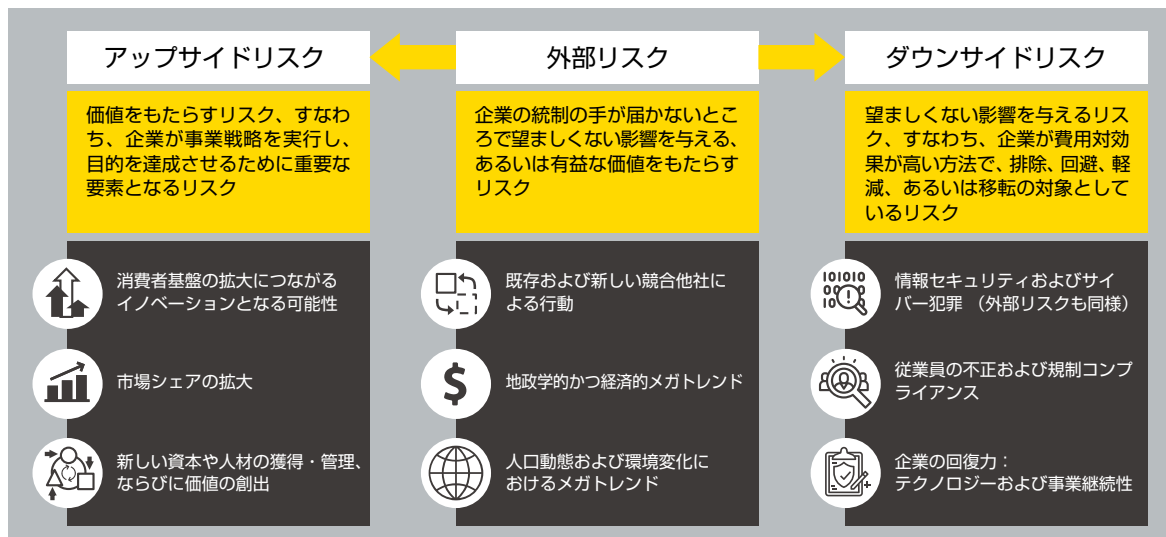 アップサイドリスク
価値をもたらすリスク、すなわ
ち、企業が事業戦略を実行し、
目的を達成させるために重要な
要素となるリスク
消費者基盤の拡大につながる
イノベーションとなる可能性
市場シェアの拡大
新しい資本や人材の獲得・管理、
ならびに価値の創出
外部リスク
企業の統制の手が届かないとこ
ろで望ましくない影響を与える、
あるいは有益な価値をもたらす
リスク
既存および新しい競合他社に
よる行動
$
地政学的かつ経済的メガトレンド
人口動態および環境変化に
おけるメガトレンド
ダウンサイドリスク
望ましくない影響を与えるリス
ク、すなわち、企業が費用対効
果が高い方法で、排除、回避、軽
減、あるいは移転の対象として
いるリスク
101010
情報セキュリティおよびサイ
バー犯罪 （外部リスクも同様）
従業員の不正および規制コンプ
ライアンス
企業の回復力：
テクノロジーおよび事業継続性